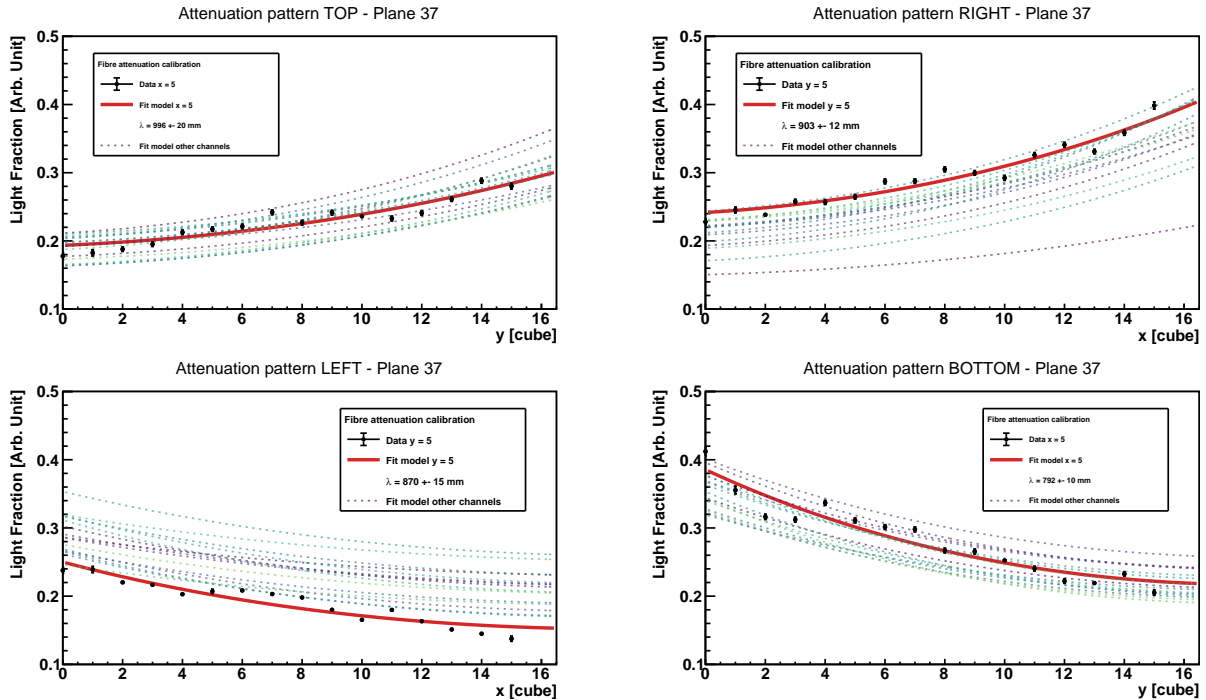 Attenuation pattern TOP - Plane 37
Light Fraction [Arb. Unit]
0.5
0.4
0.3
0.2
0.1
Fibre attenuation calibration
Data x = 5
Fit model x = 5
λ = 996 +- 20 mm
Fit model other channels
0 2 4 6 8 10 12 14 16
y [cube]
Attenuation pattern RIGHT - Plane 37
Light Fraction [Arb. Unit]
0.5
0.4
0.3
0.2
0.1
Fibre attenuation calibration
Data y = 5
Fit model y = 5
λ = 903 +- 12 mm
Fit model other channels
0 2 4 6 8 10 12 14 16
x [cube]
Attenuation pattern LEFT - Plane 37
Light Fraction [Arb. Unit]
0.5
0.4
0.3
0.2
0.1
Fibre attenuation calibration
Data y = 5
Fit model y = 5
λ = 870 +- 15 mm
Fit model other channels
0 2 4 6 8 10 12 14 16
x [cube]
Attenuation pattern BOTTOM - Plane 37
Light Fraction [Arb. Unit]
0.5
0.4
0.3
0.2
0.1
Fibre attenuation calibration
Data x = 5
Fit model x = 5
λ = 792 +- 10 mm
Fit model other channels
0 2 4 6 8 10 12 14 16
y [cube]